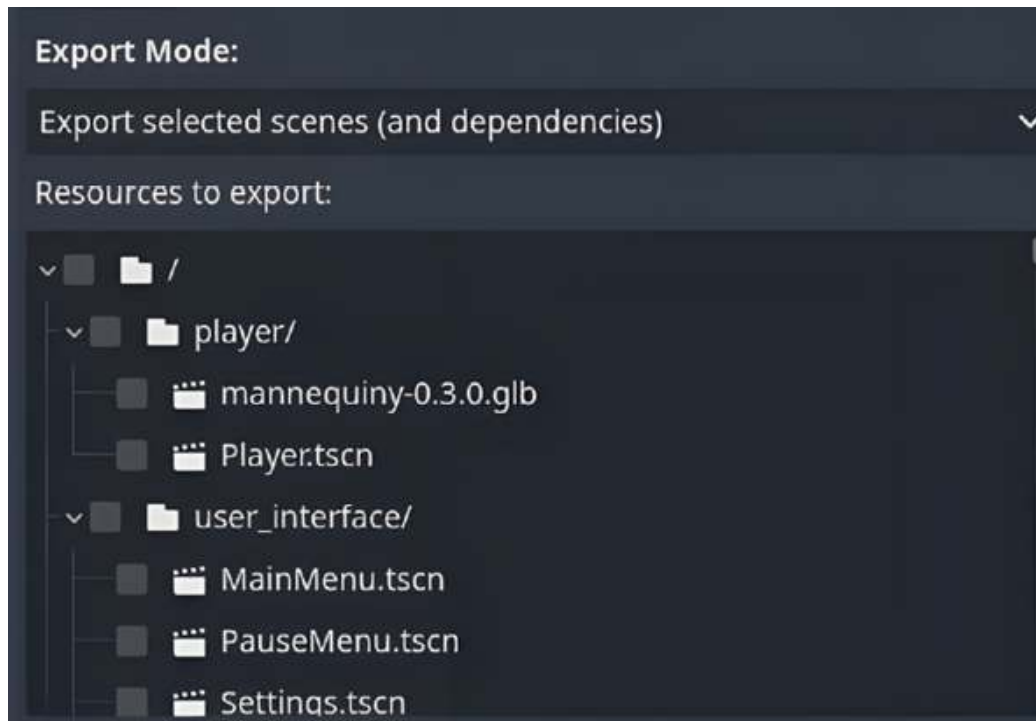 Export Mode:
Export selected scenes (and dependencies)
Resources to export:
/
player/
mannequiny-0.3.0.glb
Player.tscn
user_interface/
MainMenu.tscn
PauseMenu.tscn
Settings.tscn